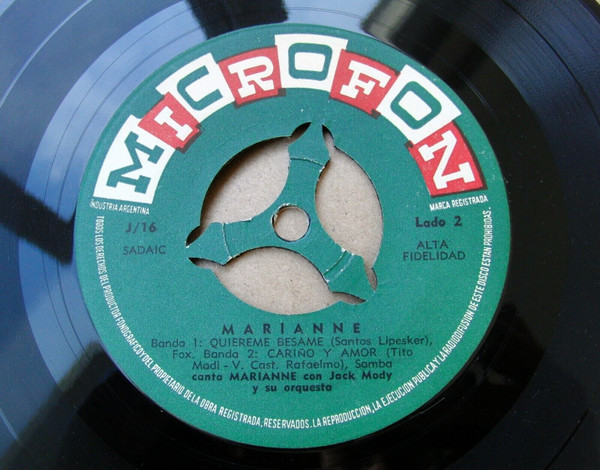 MICROFON
INDUSTRIA ARGENTINA
MARCA REGISTRADA
J/16
SADAIC
Lado 2
ALTA
FIDELIDAD
MARIANNE
Banda 1: QUIEREME BESAME (Santos Lipesker),
Fox. Banda 2: CARIÑO Y AMOR (Tito
Madi - V. Cast. Rafaelmo), Samba
canta MARIANNE con Jack Mody
y su orquesta
TODOS LOS DERECHOS DEL PRODUCTOR FONOGRAFICO Y DEL PROPIETARIO DE LA OBRA REGISTRADA, RESERVADOS. LA REPRODUCCION, LA EJECUCION PUBLICA Y LA RADIODIFUSION DE ESTE DISCO ESTAN PROHIBIDAS.